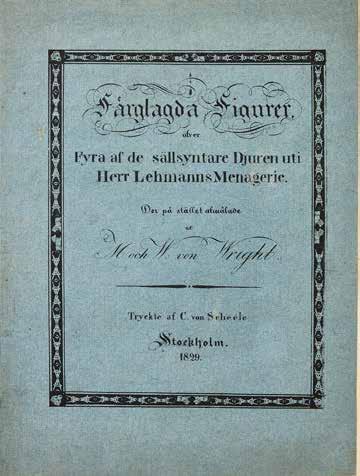 Färglagda Figurer,
öfver
Fyra af de sällsyntare Djuren uti
Herr Lehmanns Menagerie.
Der på stället afmålade
af
M och W. von Wright.
Tryckte af C. von Scheele
Stockholm.
1829.